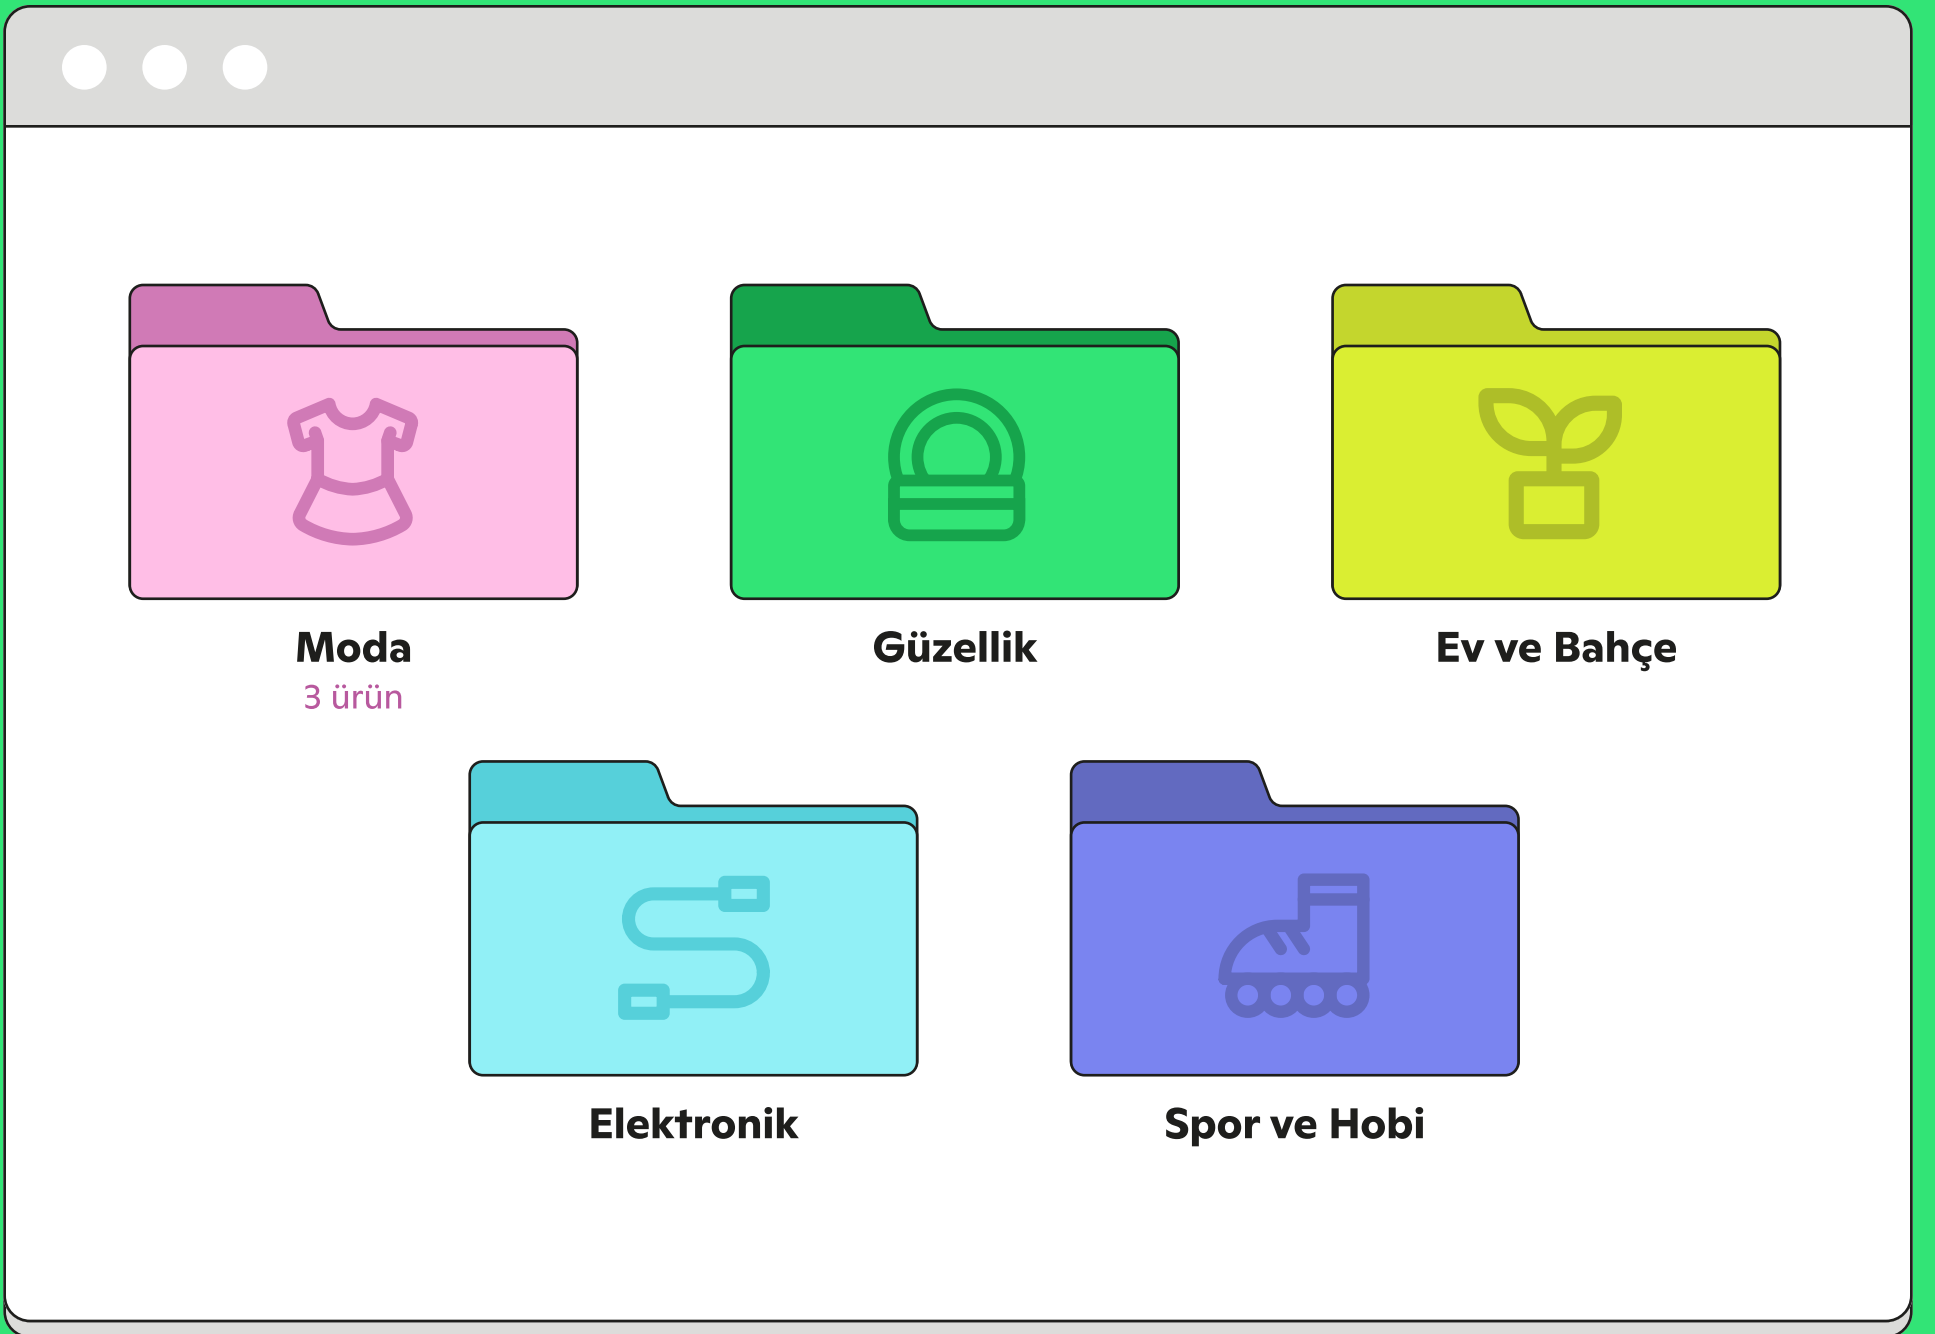 Moda
3 ürün
Güzellik
Ev ve Bahçe
Elektronik
Spor ve Hobi